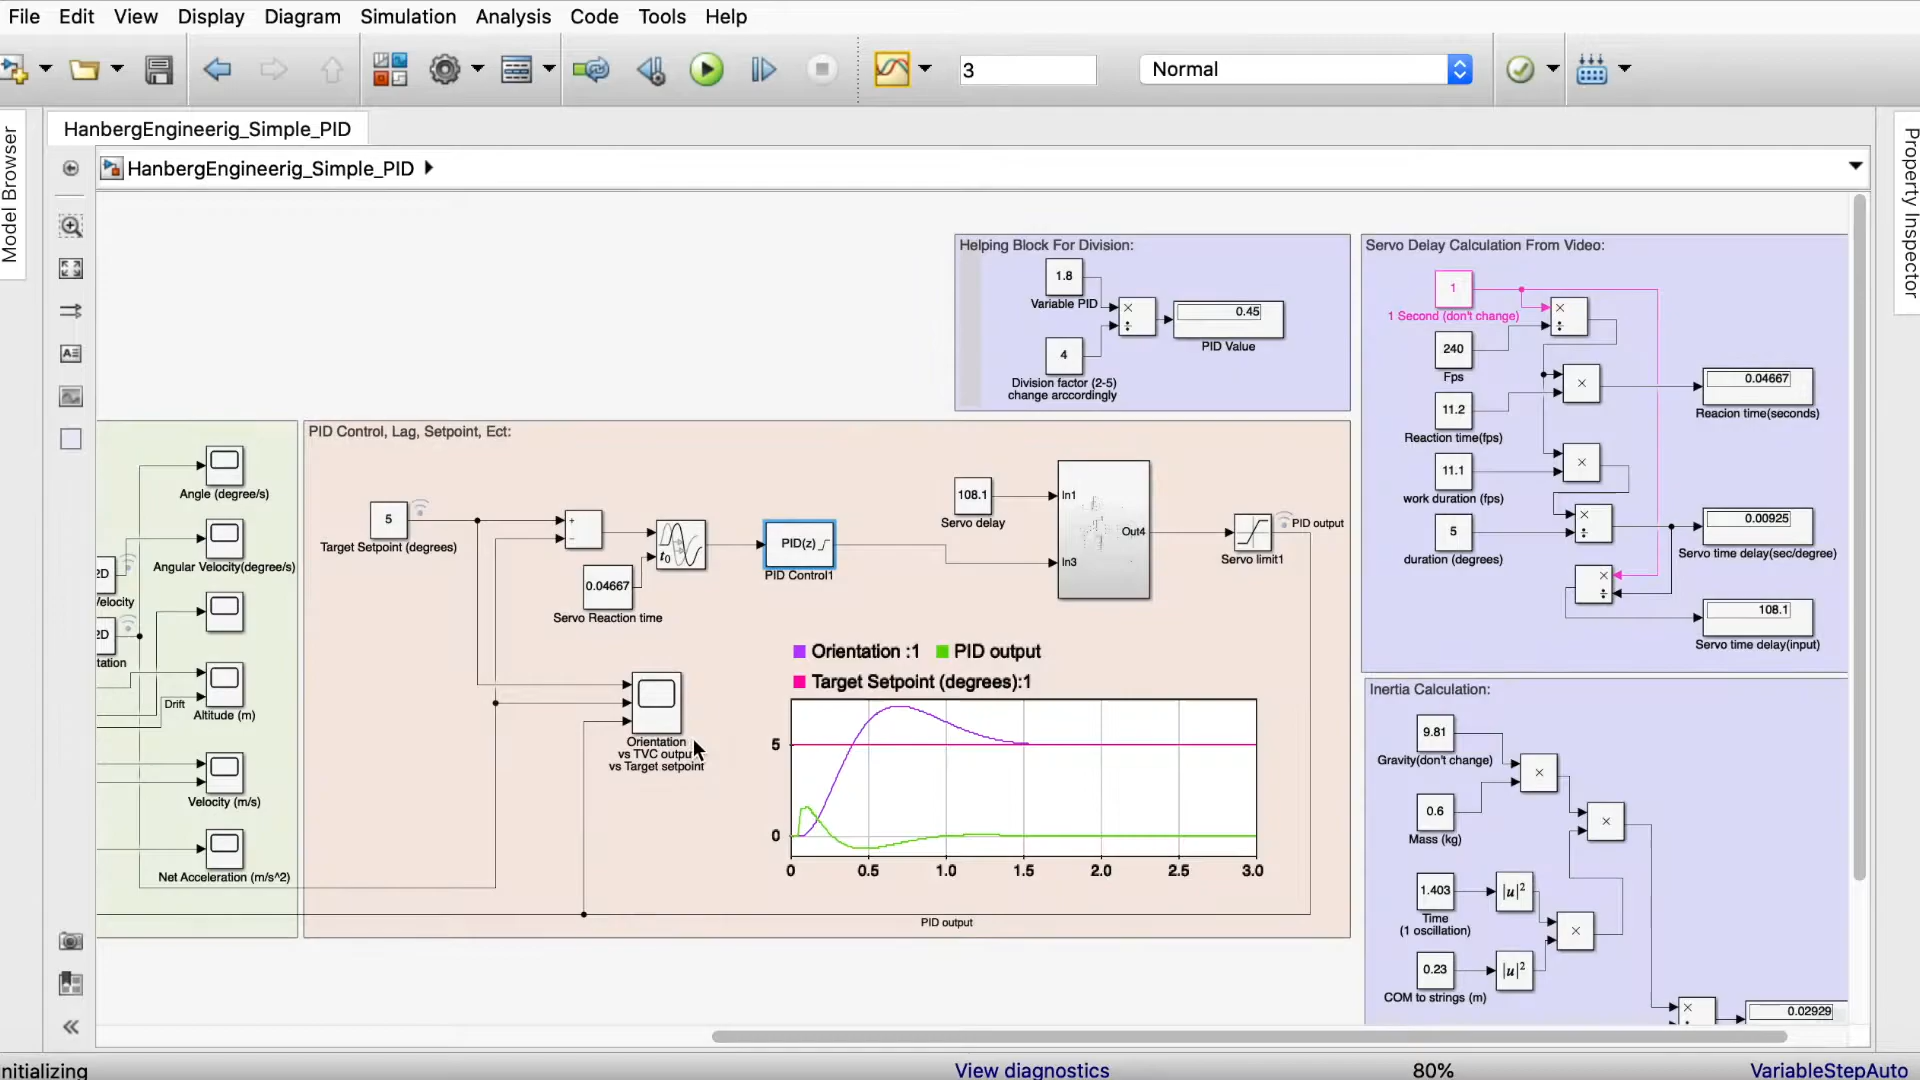 File Edit View Display Diagram Simulation Analysis Code Tools Help
3
Normal
Model Browser
Property Inspector
HanbergEngineerig_Simple_PID
HanbergEngineerig_Simple_PID
Helping Block For Division:
1.8
Variable PID
4
Division factor (2-5)
change arccordingly
0.45
PID Value
Servo Delay Calculation From Video:
1
1 Second (don't change)
240
Fps
11.2
Reaction time(fps)
11.1
work duration (fps)
5
duration (degrees)
0.04667
Reacion time(seconds)
0.00925
Servo time delay(sec/degree)
108.1
Servo time delay(input)
Angle (degree/s)
Angular Velocity(degree/s)
2D
Velocity
2D
tation
Drift
Altitude (m)
Velocity (m/s)
Net Acceleration (m/s^2)
PID Control, Lag, Setpoint, Ect:
5
Target Setpoint (degrees)
0.04667
Servo Reaction time
PID(z)
PID Control1
108.1
Servo delay
In1
In3
Out4
Servo limit1
PID output
Orientation
vs TVC output
vs Target setpoint
Orientation :1 PID output
Target Setpoint (degrees):1
5
0
0 0.5 1.0 1.5 2.0 2.5 3.0
PID output
Inertia Calculation:
9.81
Gravity(don't change)
0.6
Mass (kg)
1.403
Time
(1 oscillation)
0.23
COM to strings (m)
|u|²
|u|²
0.02929
nitializing
View diagnostics
80%
VariableStepAuto